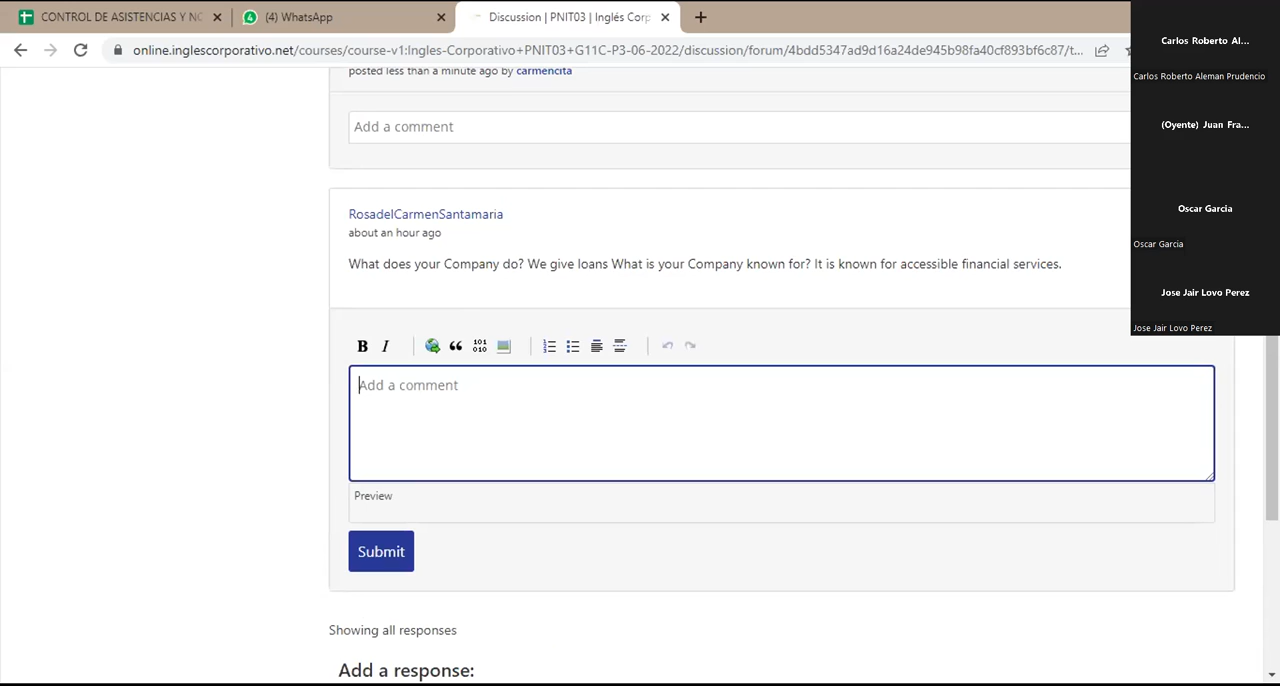 CONTROL DE ASISTENCIAS Y NO
4 (4) WhatsApp
Discussion | PNIT03 | Inglés Corp
online.inglescorporativo.net/courses/course-v1:Ingles-Corporativo+PNIT03+G11C-P3-06-2022/discussion/forum/4bdd5347ad9d16a24de945b98fa40cf893bf6c87/t...
Carlos Roberto Al...
Carlos Roberto Aleman Prudencio
(Oyente) Juan Fra...
Oscar Garcia
Oscar Garcia
Jose Jair Lovo Perez
Jose Jair Lovo Perez
posted less than a minute ago by carmencita
Add a comment
RosadelCarmenSantamaria
about an hour ago
What does your Company do? We give loans What is your Company known for? It is known for accessible financial services.
B I 101 010
Add a comment
Preview
Submit
Showing all responses
Add a response: